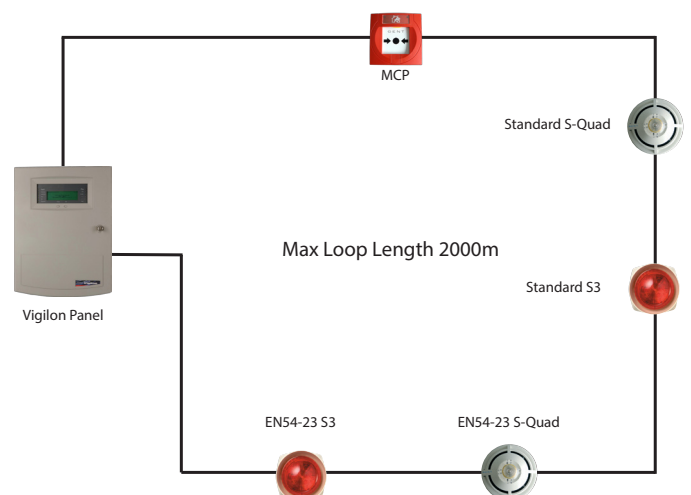 MCP
Standard S-Quad
Max Loop Length 2000m
Standard S3
Vigilon Panel
EN54-23 S3
EN54-23 S-Quad